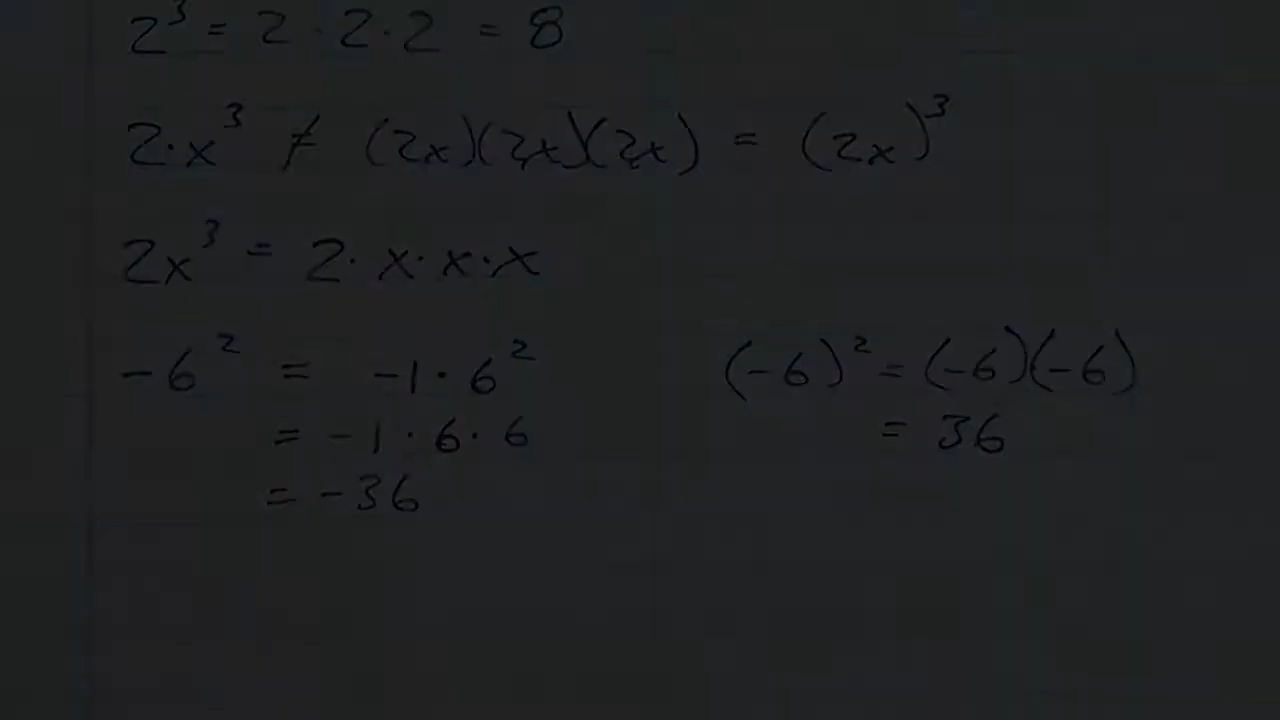 2³ = 2 · 2 · 2 = 8
2·x³ ≠ (2x)(2x)(2x) = (2x)³
2x³ = 2· x· x· x
-6² = -1 · 6²
= -1 · 6 · 6
= -36
(-6)² = (-6)(-6)
= 36